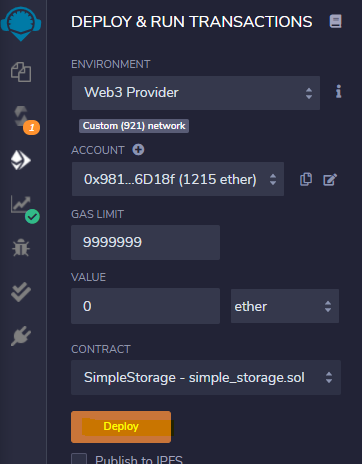 DEPLOY & RUN TRANSACTIONS
ENVIRONMENT
Web3 Provider
Custom (921) network
ACCOUNT
0x981...6D18f (1215 ether)
GAS LIMIT
9999999
VALUE
0 ether
CONTRACT
SimpleStorage - simple_storage.sol
1
Deploy
Publish to IPFS